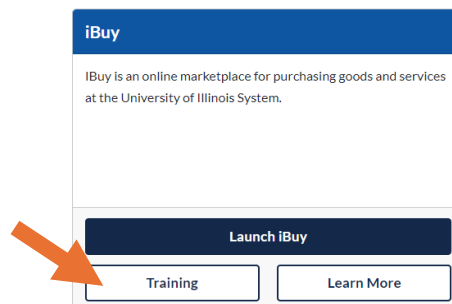 iBuy
IBuy is an online marketplace for purchasing goods and services
at the University of Illinois System.
Launch iBuy
Training
Learn More